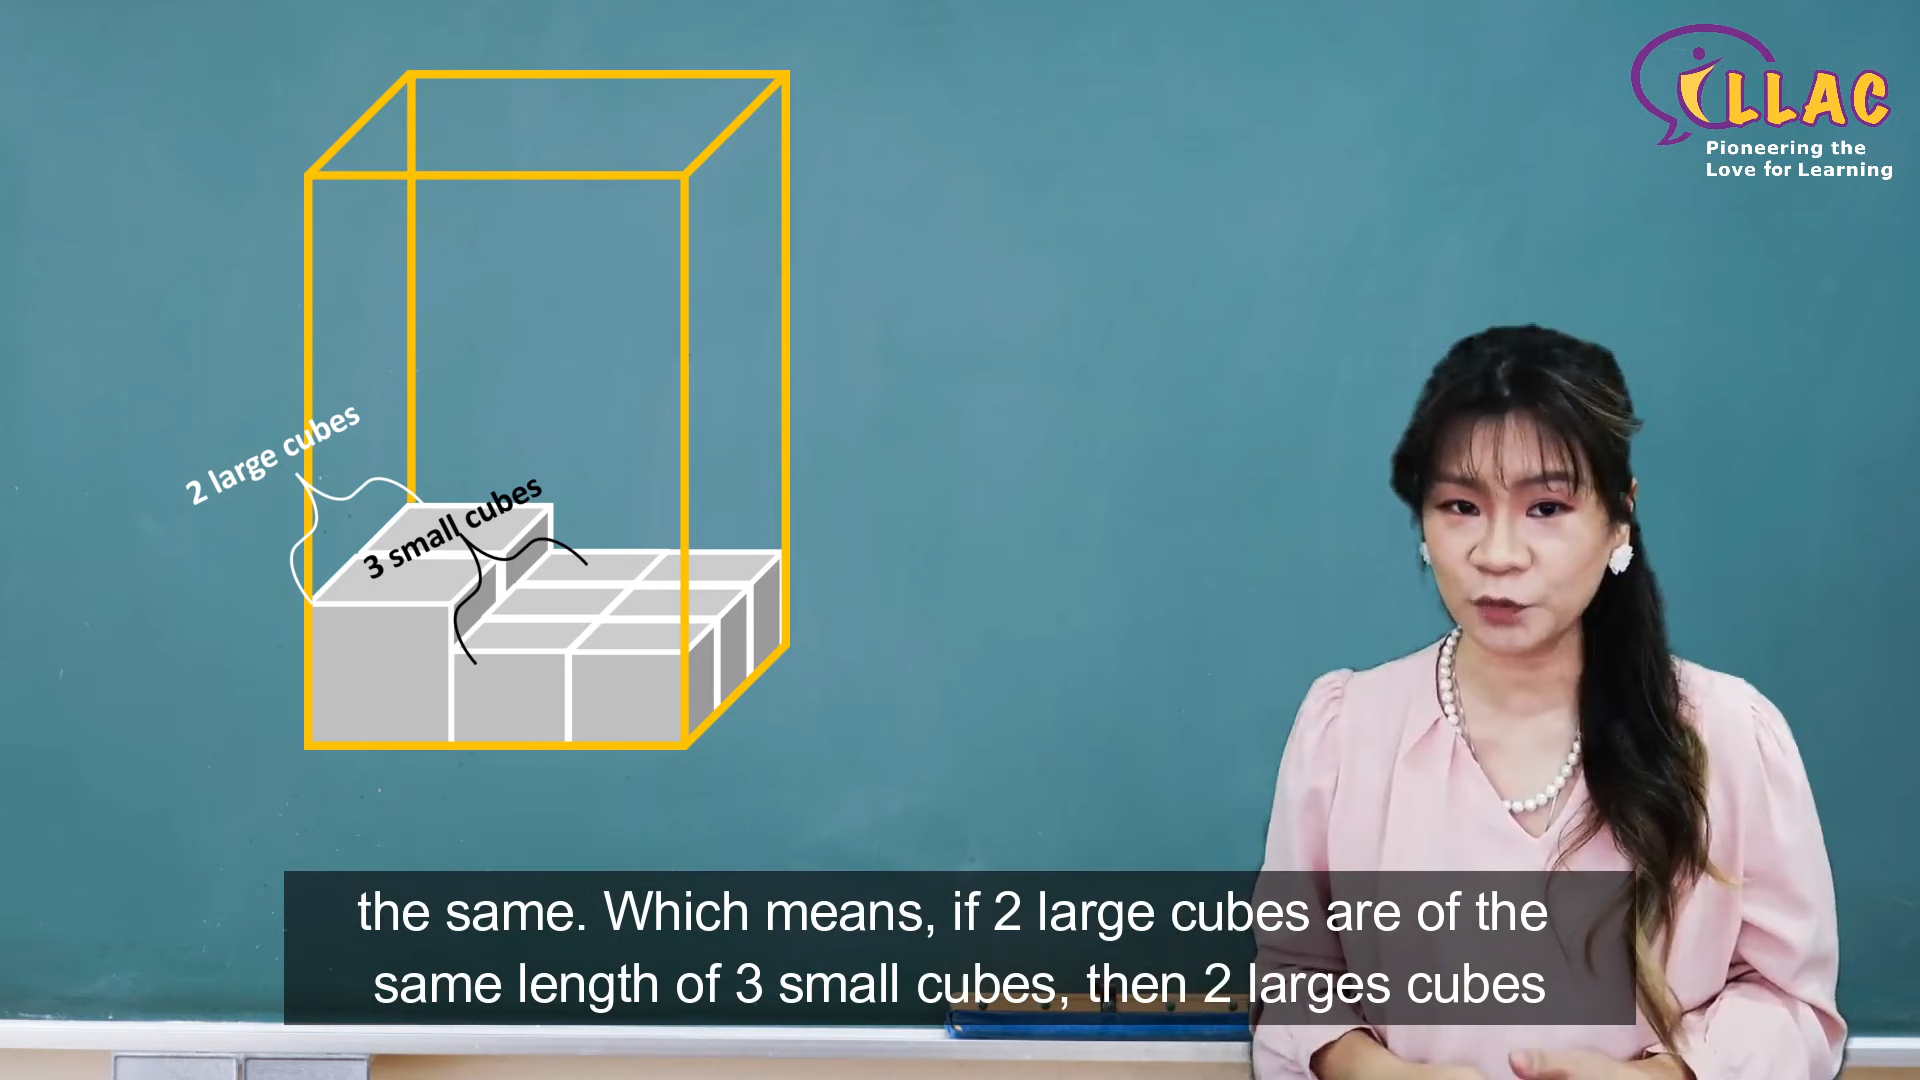 iLLAC
Pioneering the
Love for Learning
2 large cubes
3 small cubes
the same. Which means, if 2 large cubes are of the
same length of 3 small cubes, then 2 larges cubes